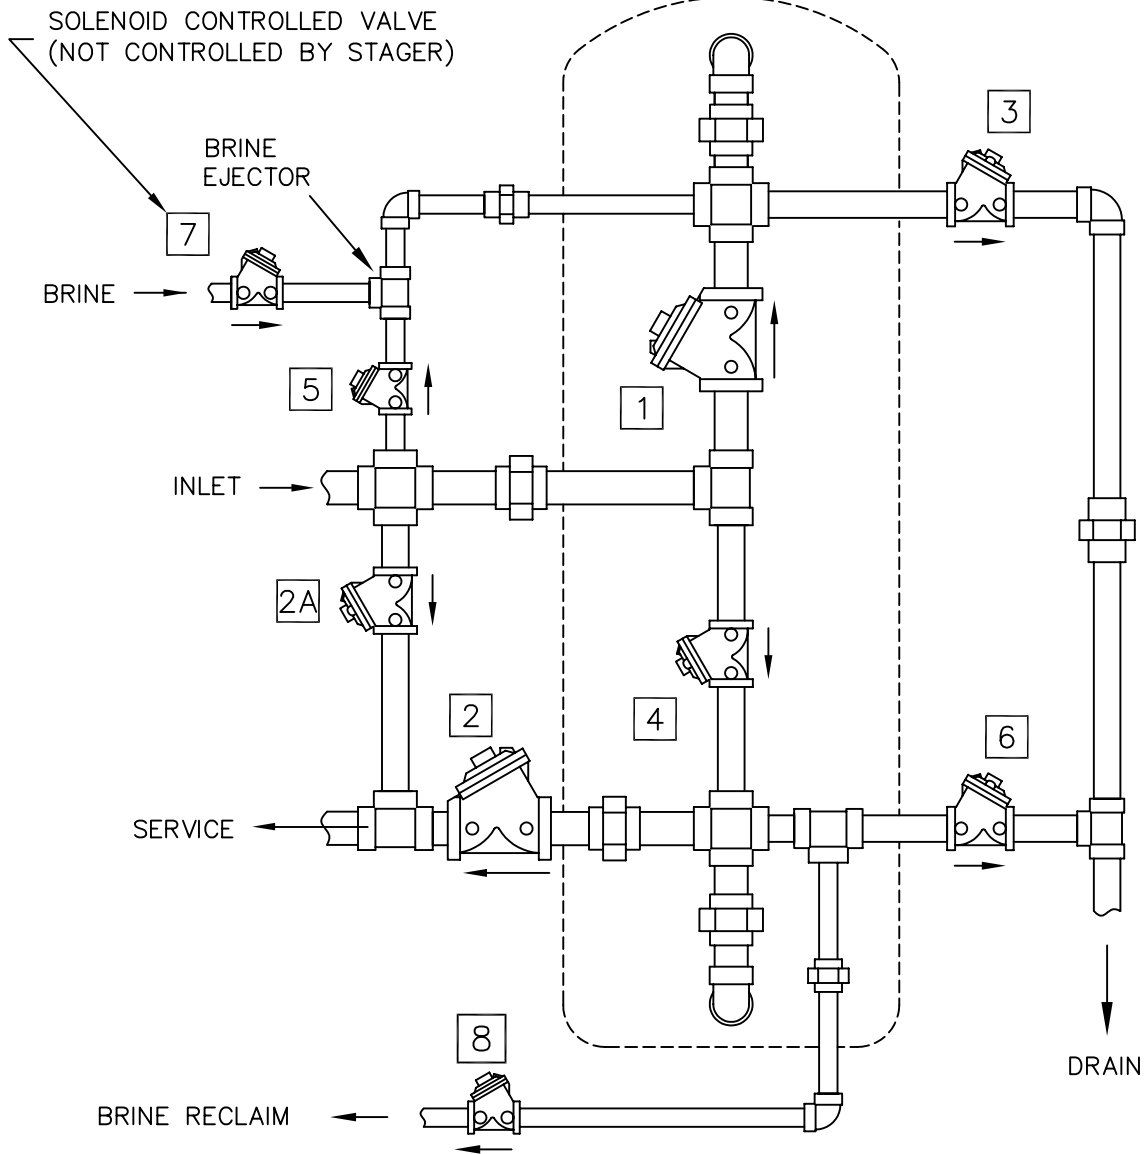 SOLENOID CONTROLLED VALVE
(NOT CONTROLLED BY STAGER)
3
BRINE
EJECTOR
7
BRINE
5
1
INLET
2A
2
4
6
SERVICE
8
DRAIN
BRINE RECLAIM